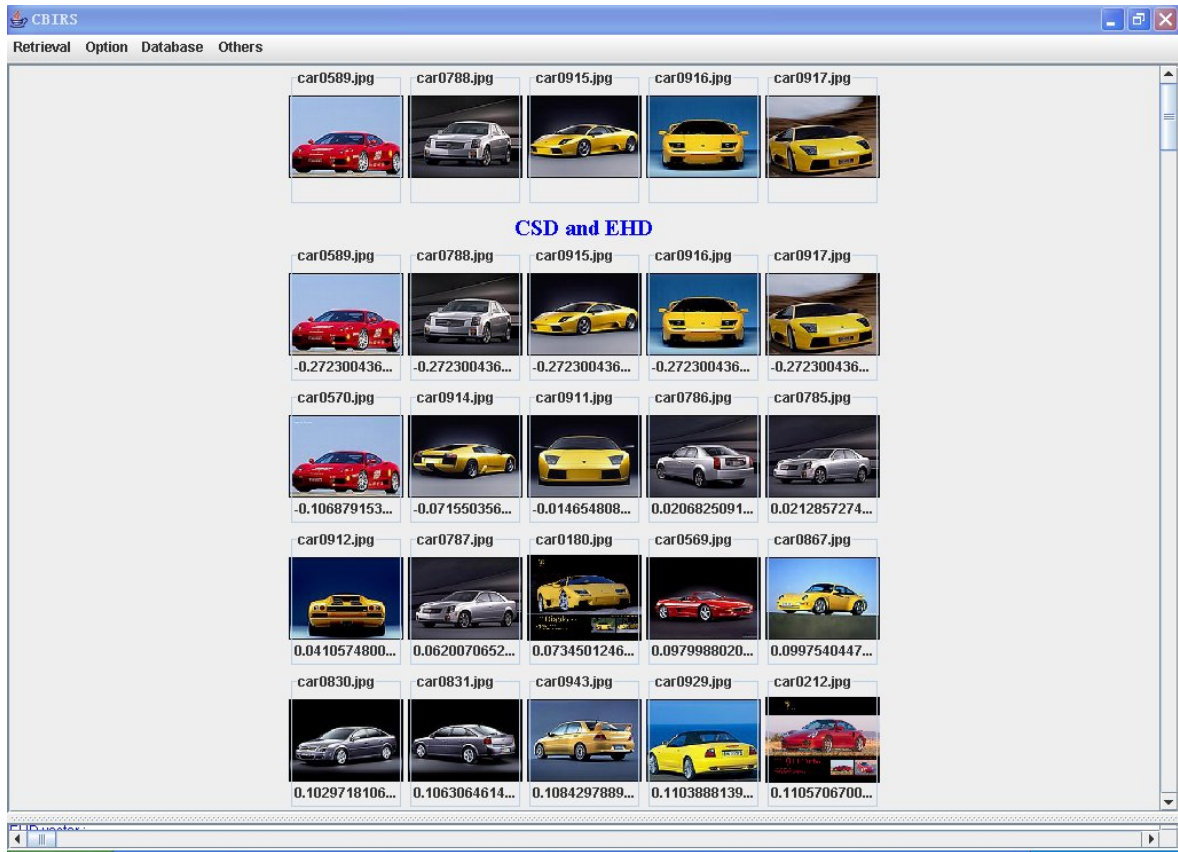 CBIRS
Retrieval Option Database Others
car0589.jpg car0788.jpg car0915.jpg car0916.jpg car0917.jpg
CSD and EHD
car0589.jpg car0788.jpg car0915.jpg car0916.jpg car0917.jpg
-0.272300436... -0.272300436... -0.272300436... -0.272300436... -0.272300436...
car0570.jpg car0914.jpg car0911.jpg car0786.jpg car0785.jpg
-0.106879153... -0.071550356... -0.014654808... 0.0206825091... 0.0212857274...
car0912.jpg car0787.jpg car0180.jpg car0569.jpg car0867.jpg
Diablo
0.0410574800... 0.0620070652... 0.0734501246... 0.0979988020... 0.0997540447...
car0830.jpg car0831.jpg car0943.jpg car0929.jpg car0212.jpg
0.1029718106... 0.1063064614... 0.1084297889... 0.1103888139... 0.1105706700...
EHD vector :